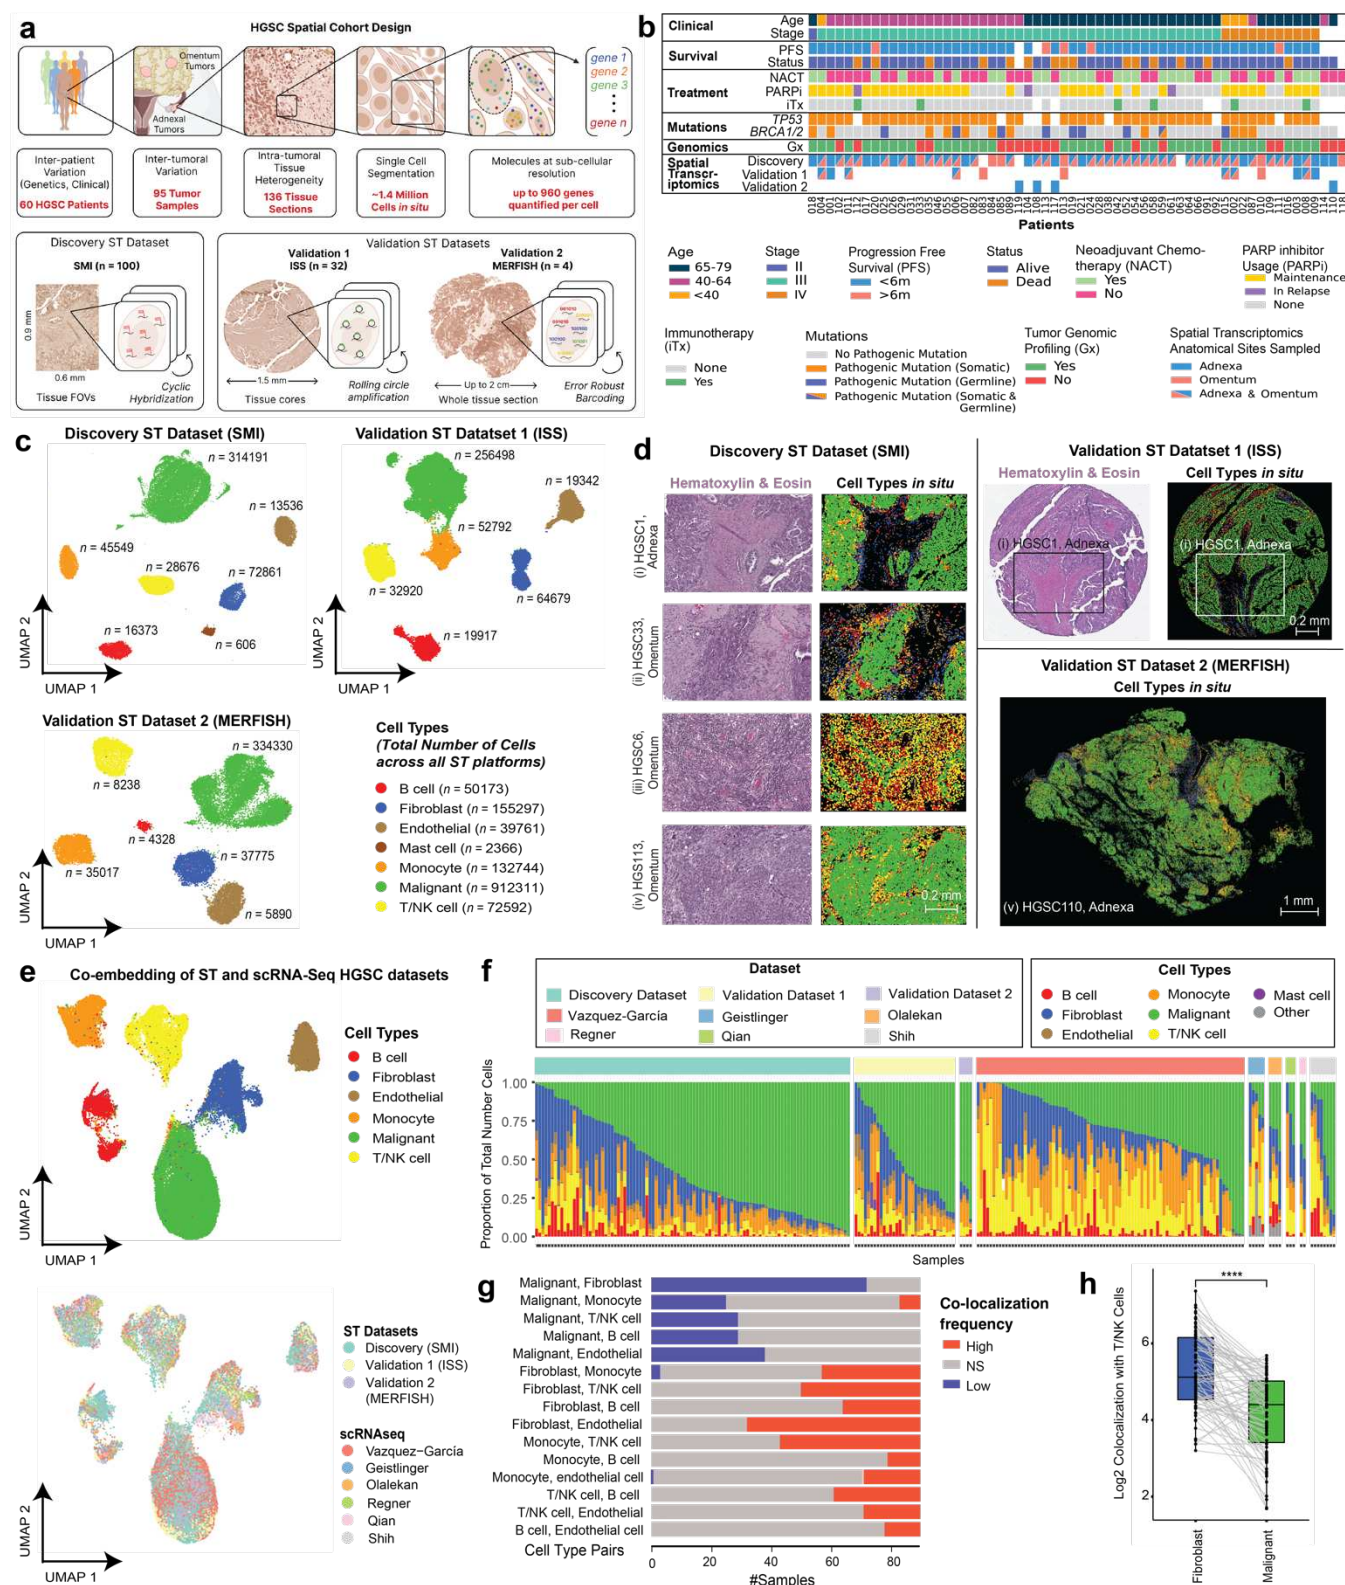 a
HGSC Spatial Cohort Design
Omentum
Tumors
Adnexal
Tumors
gene 1
gene 2
gene 3
gene n
Inter-patient
Variation
(Genetics, Clinical)
60 HGSC Patients
Inter-tumoral
Variation
95 Tumor
Samples
Intra-tumoral
Tissue
Heterogeneity
136 Tissue
Sections
Single Cell
Segmentation
~1.4 Million
Cells in situ
Molecules at sub-cellular
resolution
up to 960 genes
quantified per cell
Discovery ST Dataset
SMI (n = 100)
0.9 mm
0.6 mm
Tissue FOVs
Cyclic
Hybridization
Validation ST Datasets
Validation 1
ISS (n = 32)
1.5 mm
Tissue cores
Rolling circle
amplification
Validation 2
MERFISH (n = 4)
Up to 2 cm
Whole tissue section
Error Robust
Barcoding
b
Clinical
Age
Stage
Survival
PFS
Status
Treatment
NACT
PARPi
iTx
Mutations
TP53
BRCA1/2
Genomics
Gx
Spatial
Transcr-
iptomics
Discovery
Validation 1
Validation 2
Patients
Age
65-79
40-64
<40
Stage
II
III
IV
Progression Free
Survival (PFS)
<6m
>6m
Status
Alive
Dead
Neoadjuvant Chemo-
therapy (NACT)
Yes
No
PARP inhibitor
Usage (PARPi)
Maintenance
In Relapse
None
Immunotherapy
(iTx)
None
Yes
Mutations
No Pathogenic Mutation
Pathogenic Mutation (Somatic)
Pathogenic Mutation (Germline)
Pathogenic Mutation (Somatic &
Germline)
Tumor Genomic
Profiling (Gx)
Yes
No
Spatial Transcriptomics
Anatomical Sites Sampled
Adnexa
Omentum
Adnexa & Omentum
c
Discovery ST Dataset (SMI)
n = 314191
n = 13536
n = 45549
n = 28676
n = 72861
n = 16373
n = 606
UMAP 2
UMAP 1
Validation ST Datatset 1 (ISS)
n = 256498
n = 19342
n = 52792
n = 32920
n = 64679
n = 19917
UMAP 1
Validation ST Dataset 2 (MERFISH)
n = 334330
n = 8238
n = 4328
n = 35017
n = 37775
n = 5890
UMAP 2
UMAP 1
Cell Types
(Total Number of Cells
across all ST platforms)
B cell (n = 50173)
Fibroblast (n = 155297)
Endothelial (n = 39761)
Mast cell (n = 2366)
Monocyte (n = 132744)
Malignant (n = 912311)
T/NK cell (n = 72592)
d
Discovery ST Dataset (SMI)
Hematoxylin & Eosin
Cell Types in situ
(i) HGSC1,
Adnexa
(ii) HGSC33,
Omentum
(iii) HGSC6,
Omentum
(iv) HGS113,
Omentum
0.2 mm
Validation ST Datatset 1 (ISS)
Hematoxylin & Eosin
Cell Types in situ
(i) HGSC1, Adnexa
(i) HGSC1, Adnexa
0.2 mm
Validation ST Dataset 2 (MERFISH)
Cell Types in situ
(v) HGSC110, Adnexa
1 mm
e
Co-embedding of ST and scRNA-Seq HGSC datasets
Cell Types
B cell
Fibroblast
Endothelial
Monocyte
Malignant
T/NK cell
UMAP 2
UMAP 1
ST Datasets
Discovery (SMI)
Validation 1 (ISS)
Validation 2
(MERFISH)
scRNAseq
Vazquez-García
Geistlinger
Olalekan
Regner
Qian
Shih
UMAP 2
UMAP 1
f
Dataset
Discovery Dataset
Validation Dataset 1
Validation Dataset 2
Vazquez-García
Geistlinger
Olalekan
Regner
Qian
Shih
Cell Types
B cell
Monocyte
Mast cell
Fibroblast
Malignant
Other
Endothelial
T/NK cell
Proportion of Total Number Cells
1.00
0.75
0.50
0.25
0.00
Samples
g
Malignant, Fibroblast
Malignant, Monocyte
Malignant, T/NK cell
Malignant, B cell
Malignant, Endothelial
Fibroblast, Monocyte
Fibroblast, T/NK cell
Fibroblast, B cell
Fibroblast, Endothelial
Monocyte, T/NK cell
Monocyte, B cell
Monocyte, endothelial cell
T/NK cell, B cell
T/NK cell, Endothelial
B cell, Endothelial cell
Cell Type Pairs
0
20
40
60
80
#Samples
Co-localization
frequency
High
NS
Low
h
****
Log2 Colocalization with T/NK Cells
6
4
2
Fibroblast
Malignant